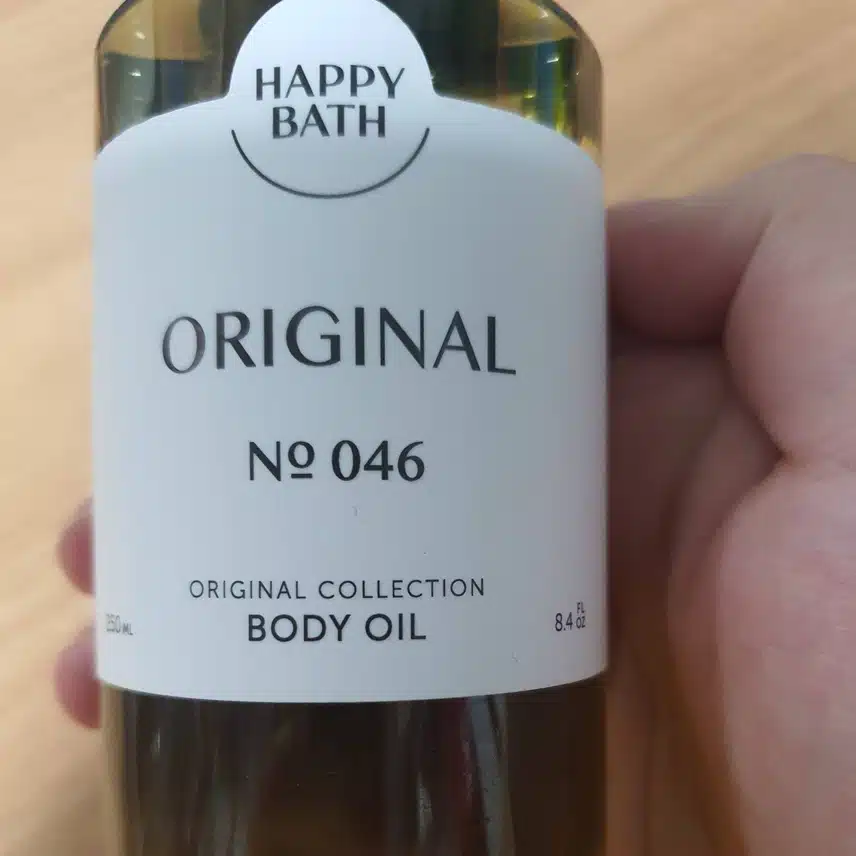 HAPPY
BATH
ORIGINAL
Nº 046
ORIGINAL COLLECTION
BODY OIL
250 ML
8.4 FL OZ